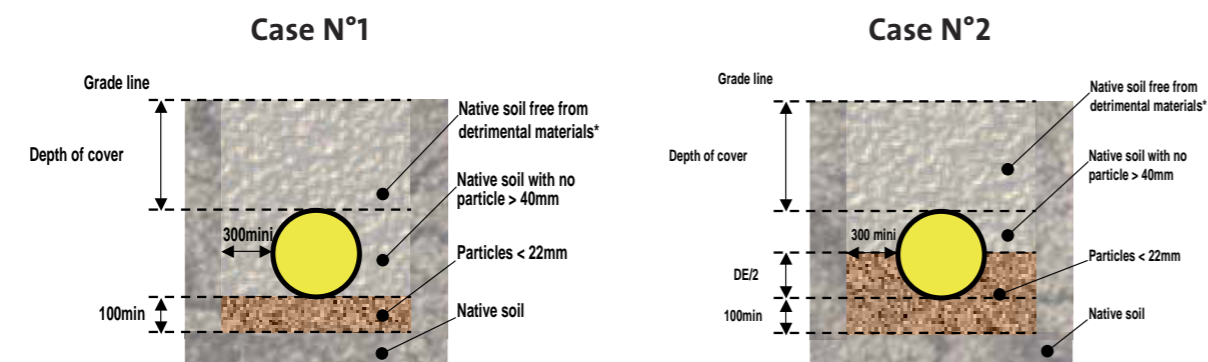 Case N°1
Grade line
Depth of cover
Native soil free from
detrimental materials*
Native soil with no
particle > 40mm
300mini
Particles < 22mm
100min
Native soil
Case N°2
Grade line
Depth of cover
Native soil free from
detrimental materials*
Native soil with no
particle > 40mm
300 mini
Particles < 22mm
DE/2
100min
Native soil